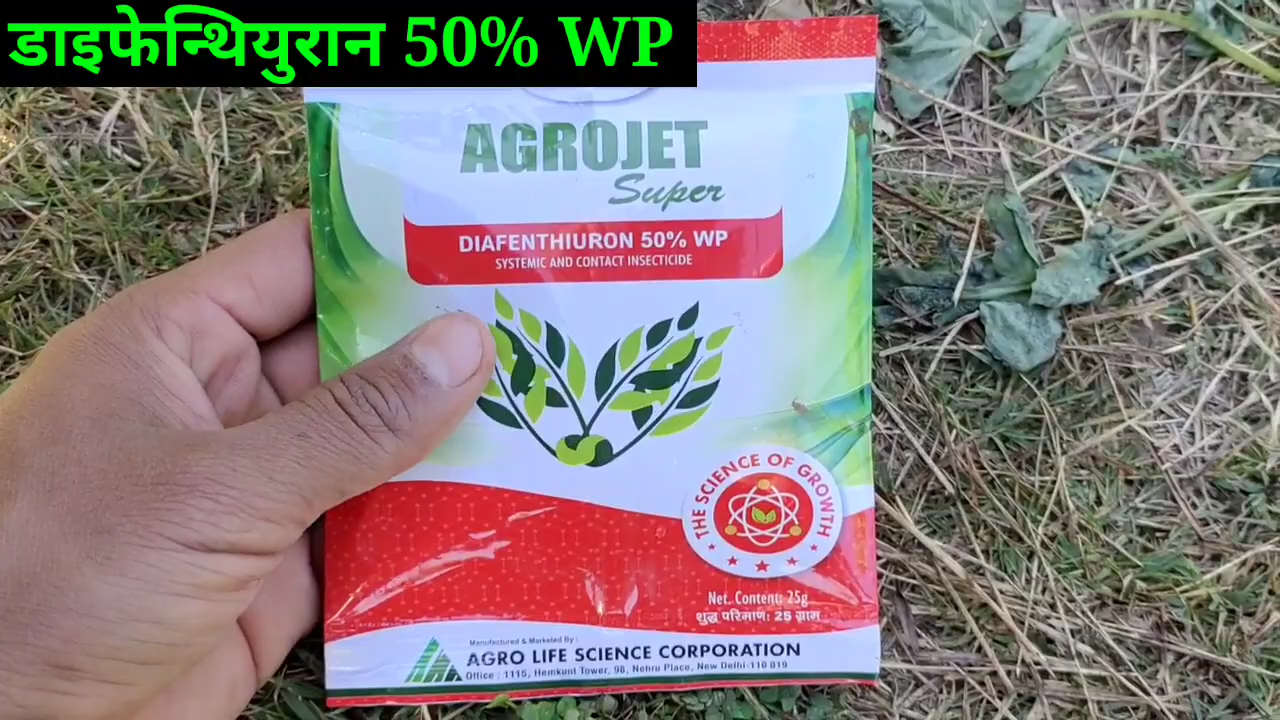 डाइफेन्थियुरान 50% WP
AGROJET
Super
DIAFENTHIURON 50% WP
SYSTEMIC AND CONTACT INSECTICIDE
THE SCIENCE OF GROWTH
Net. Content: 25g
शुद्ध परिमाण: 25 ग्राम
Manufactured & Marketed By :
AGRO LIFE SCIENCE CORPORATION
Office : 1115, Hemkunt Tower, 98, Nehru Place, New Delhi-110 019